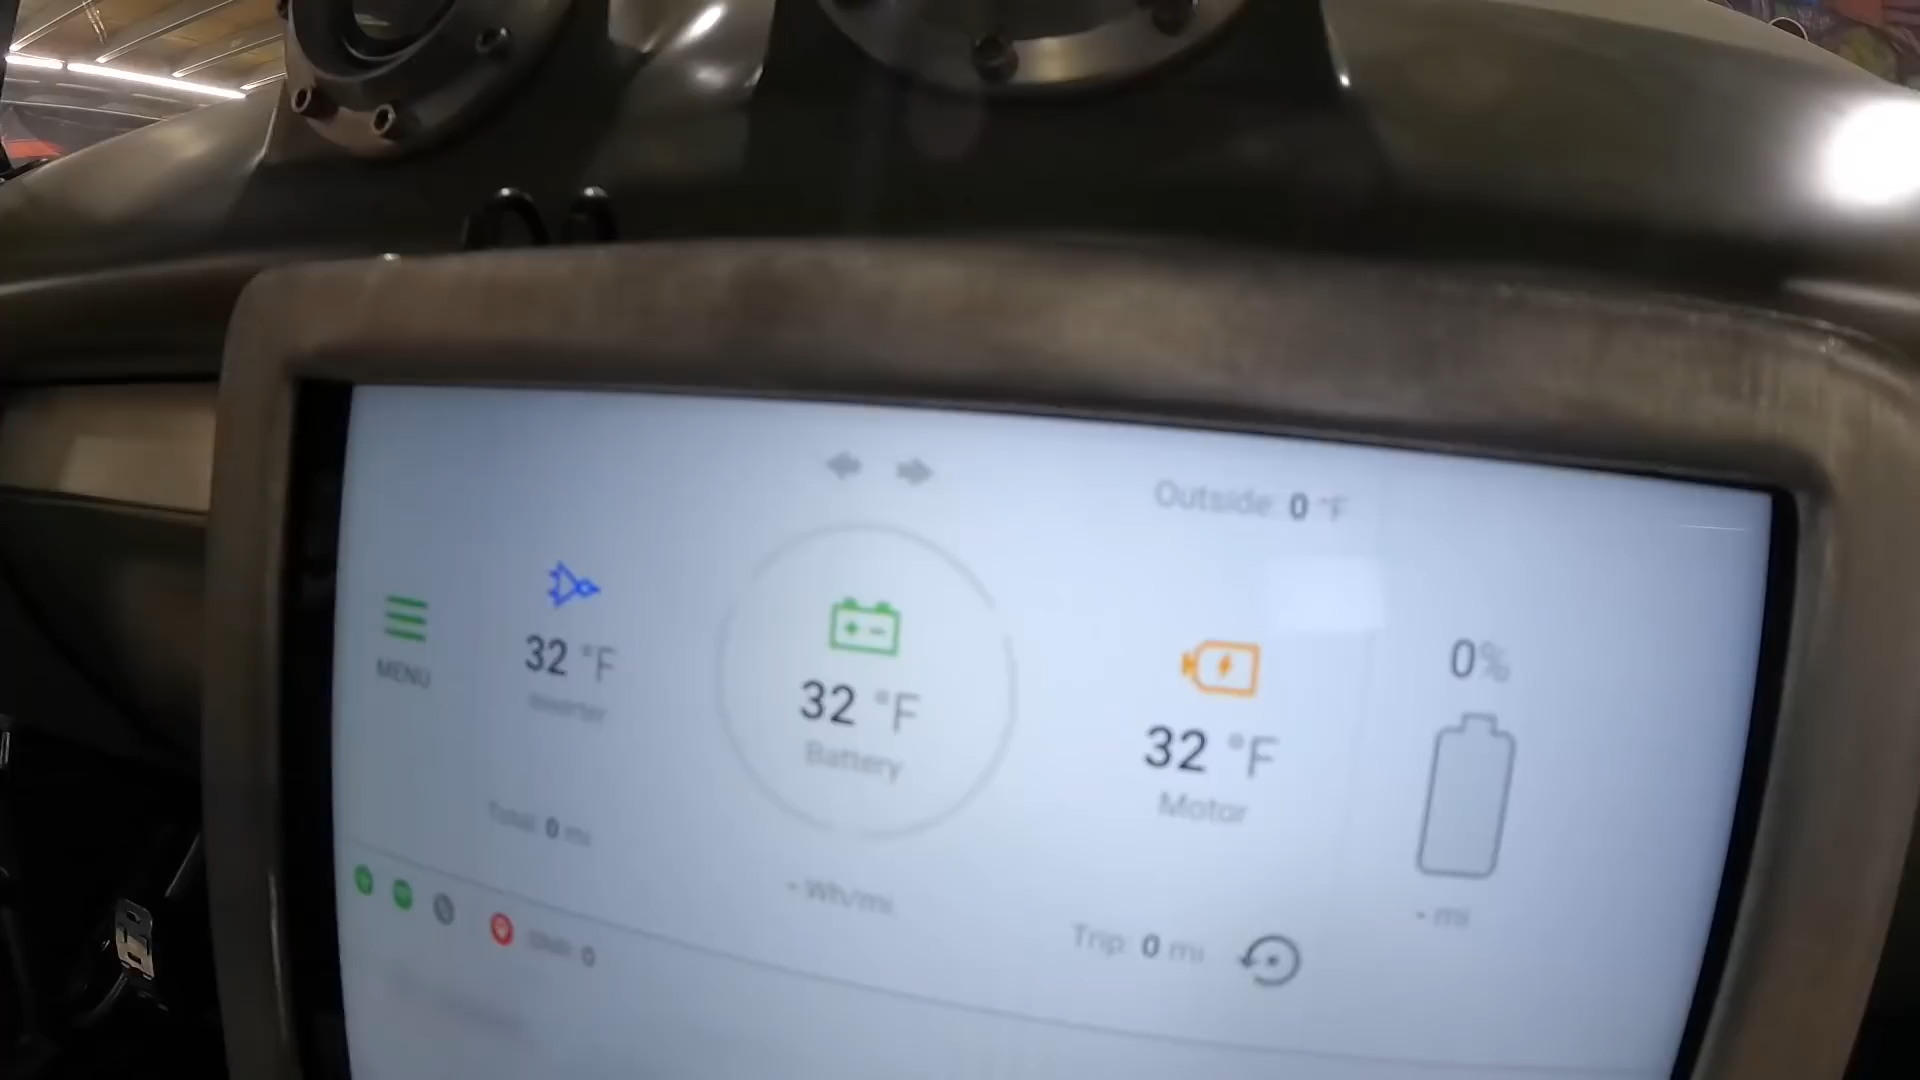 Outside: 0 °F
MENU
32 °F
Inverter
32 °F
Battery
32 °F
Motor
0%
Total: 0 mi
- Wh/mi
Trip: 0 mi
- mi
0